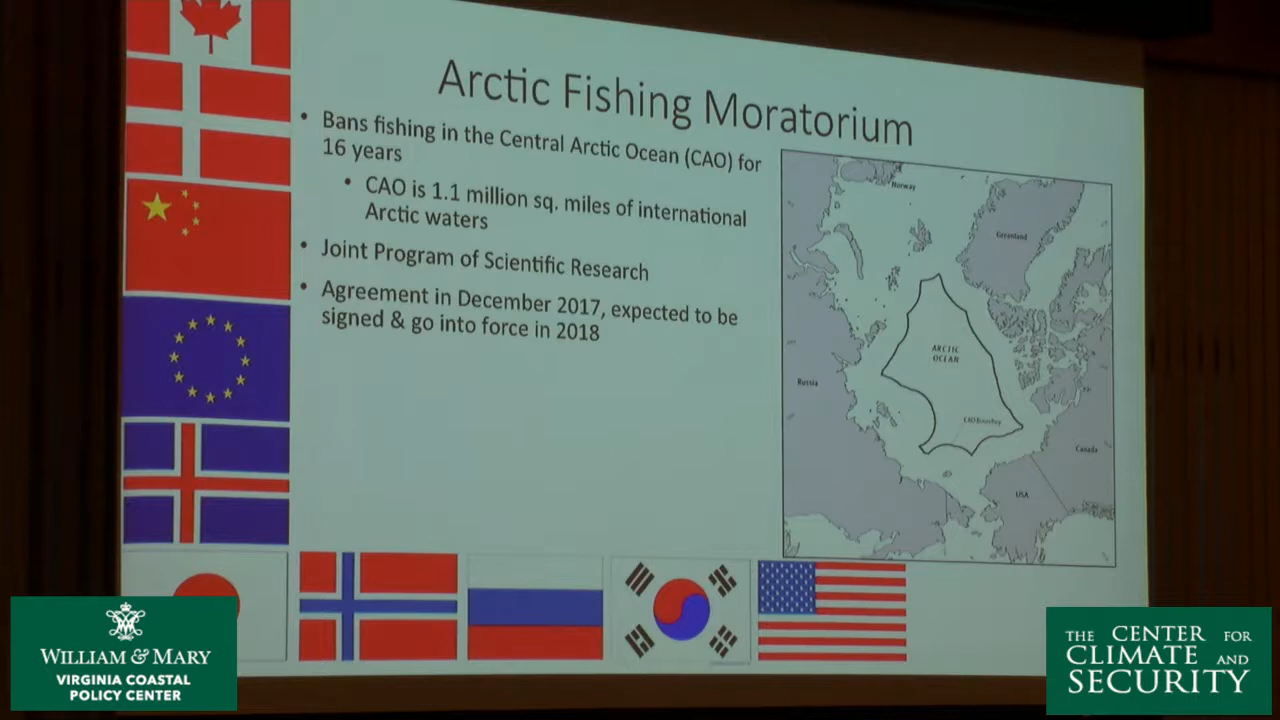 Arctic Fishing Moratorium
• Bans fishing in the Central Arctic Ocean (CAO) for
16 years
• CAO is 1.1 million sq. miles of international
Arctic waters
• Joint Program of Scientific Research
• Agreement in December 2017, expected to be
signed & go into force in 2018
Norway
Greenland
ARCTIC
OCEAN
Russia
CAO Boundary
Canada
USA
WILLIAM & MARY
VIRGINIA COASTAL
POLICY CENTER
THE CENTER FOR
CLIMATE AND
SECURITY